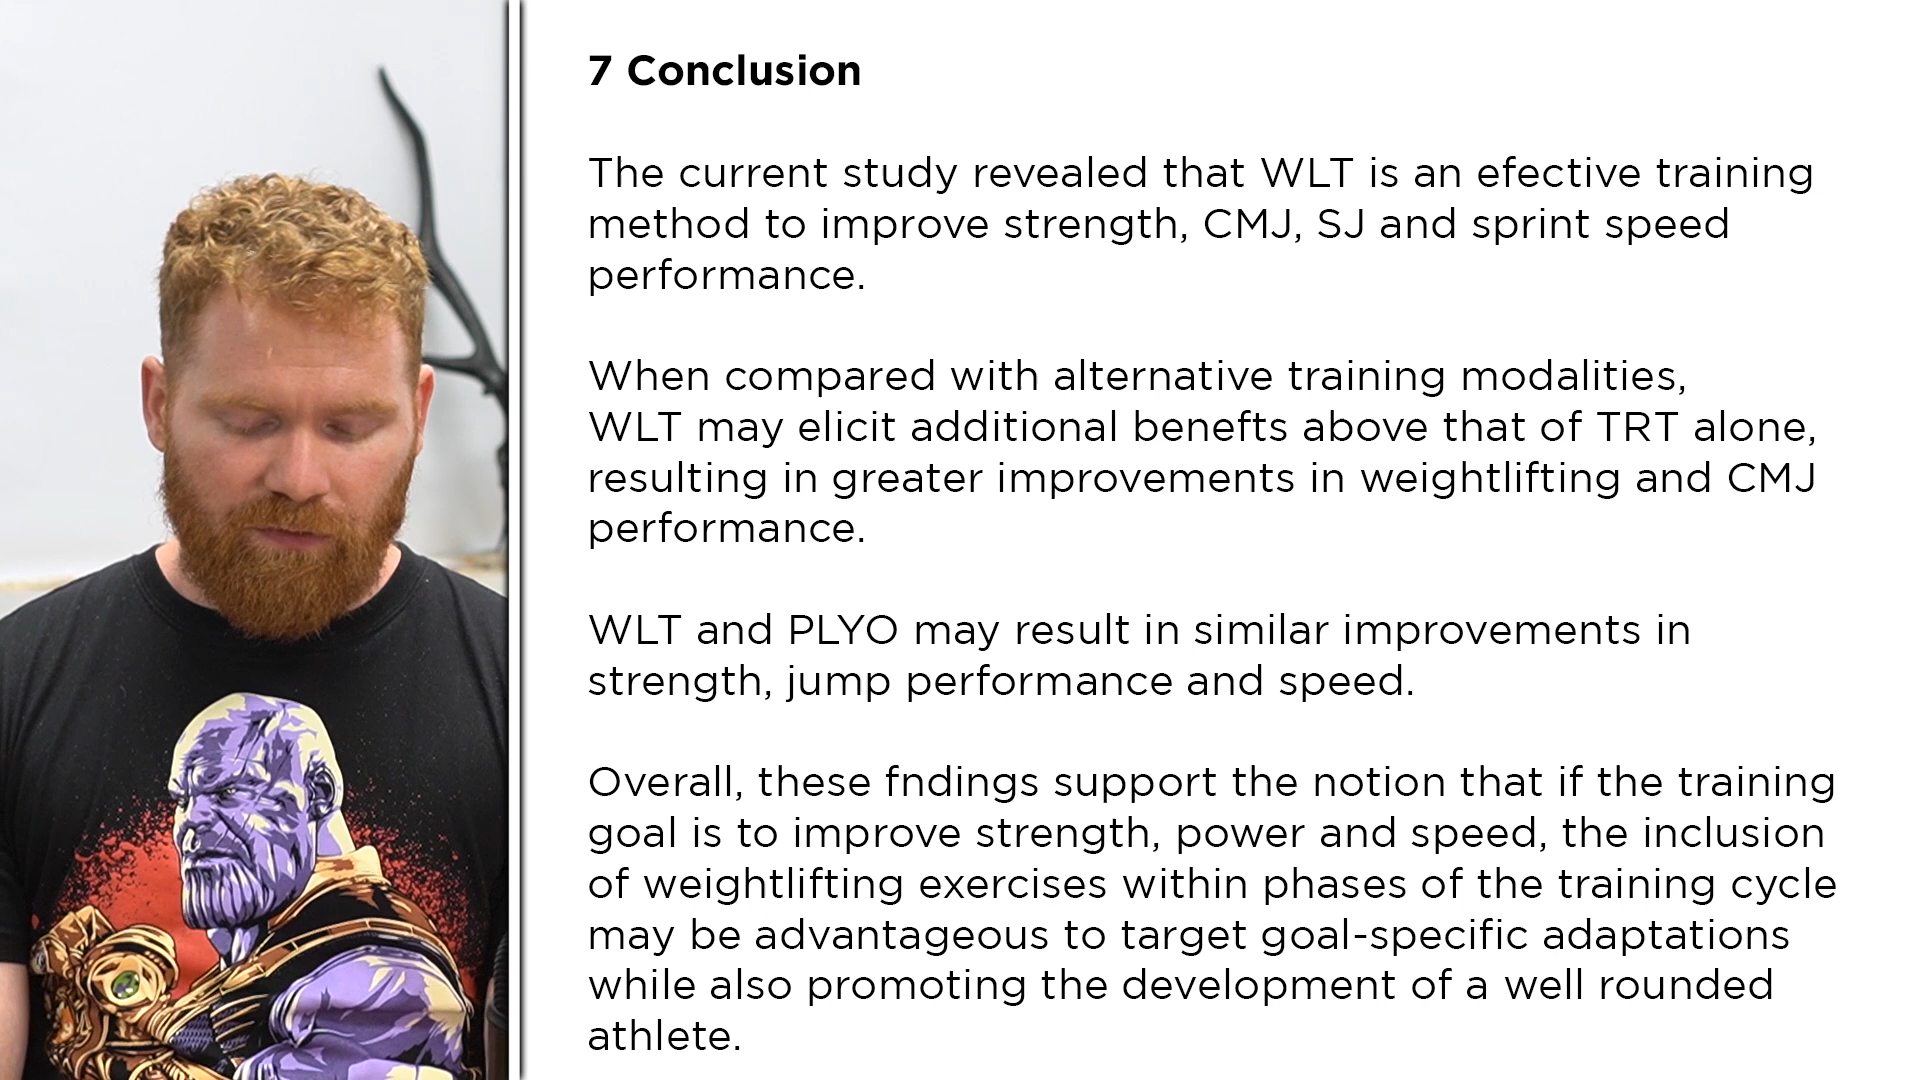 7 Conclusion
The current study revealed that WLT is an efective training
method to improve strength, CMJ, SJ and sprint speed
performance.
When compared with alternative training modalities,
WLT may elicit additional benefts above that of TRT alone,
resulting in greater improvements in weightlifting and CMJ
performance.
WLT and PLYO may result in similar improvements in
strength, jump performance and speed.
Overall, these fndings support the notion that if the training
goal is to improve strength, power and speed, the inclusion
of weightlifting exercises within phases of the training cycle
may be advantageous to target goal-specific adaptations
while also promoting the development of a well rounded
athlete.